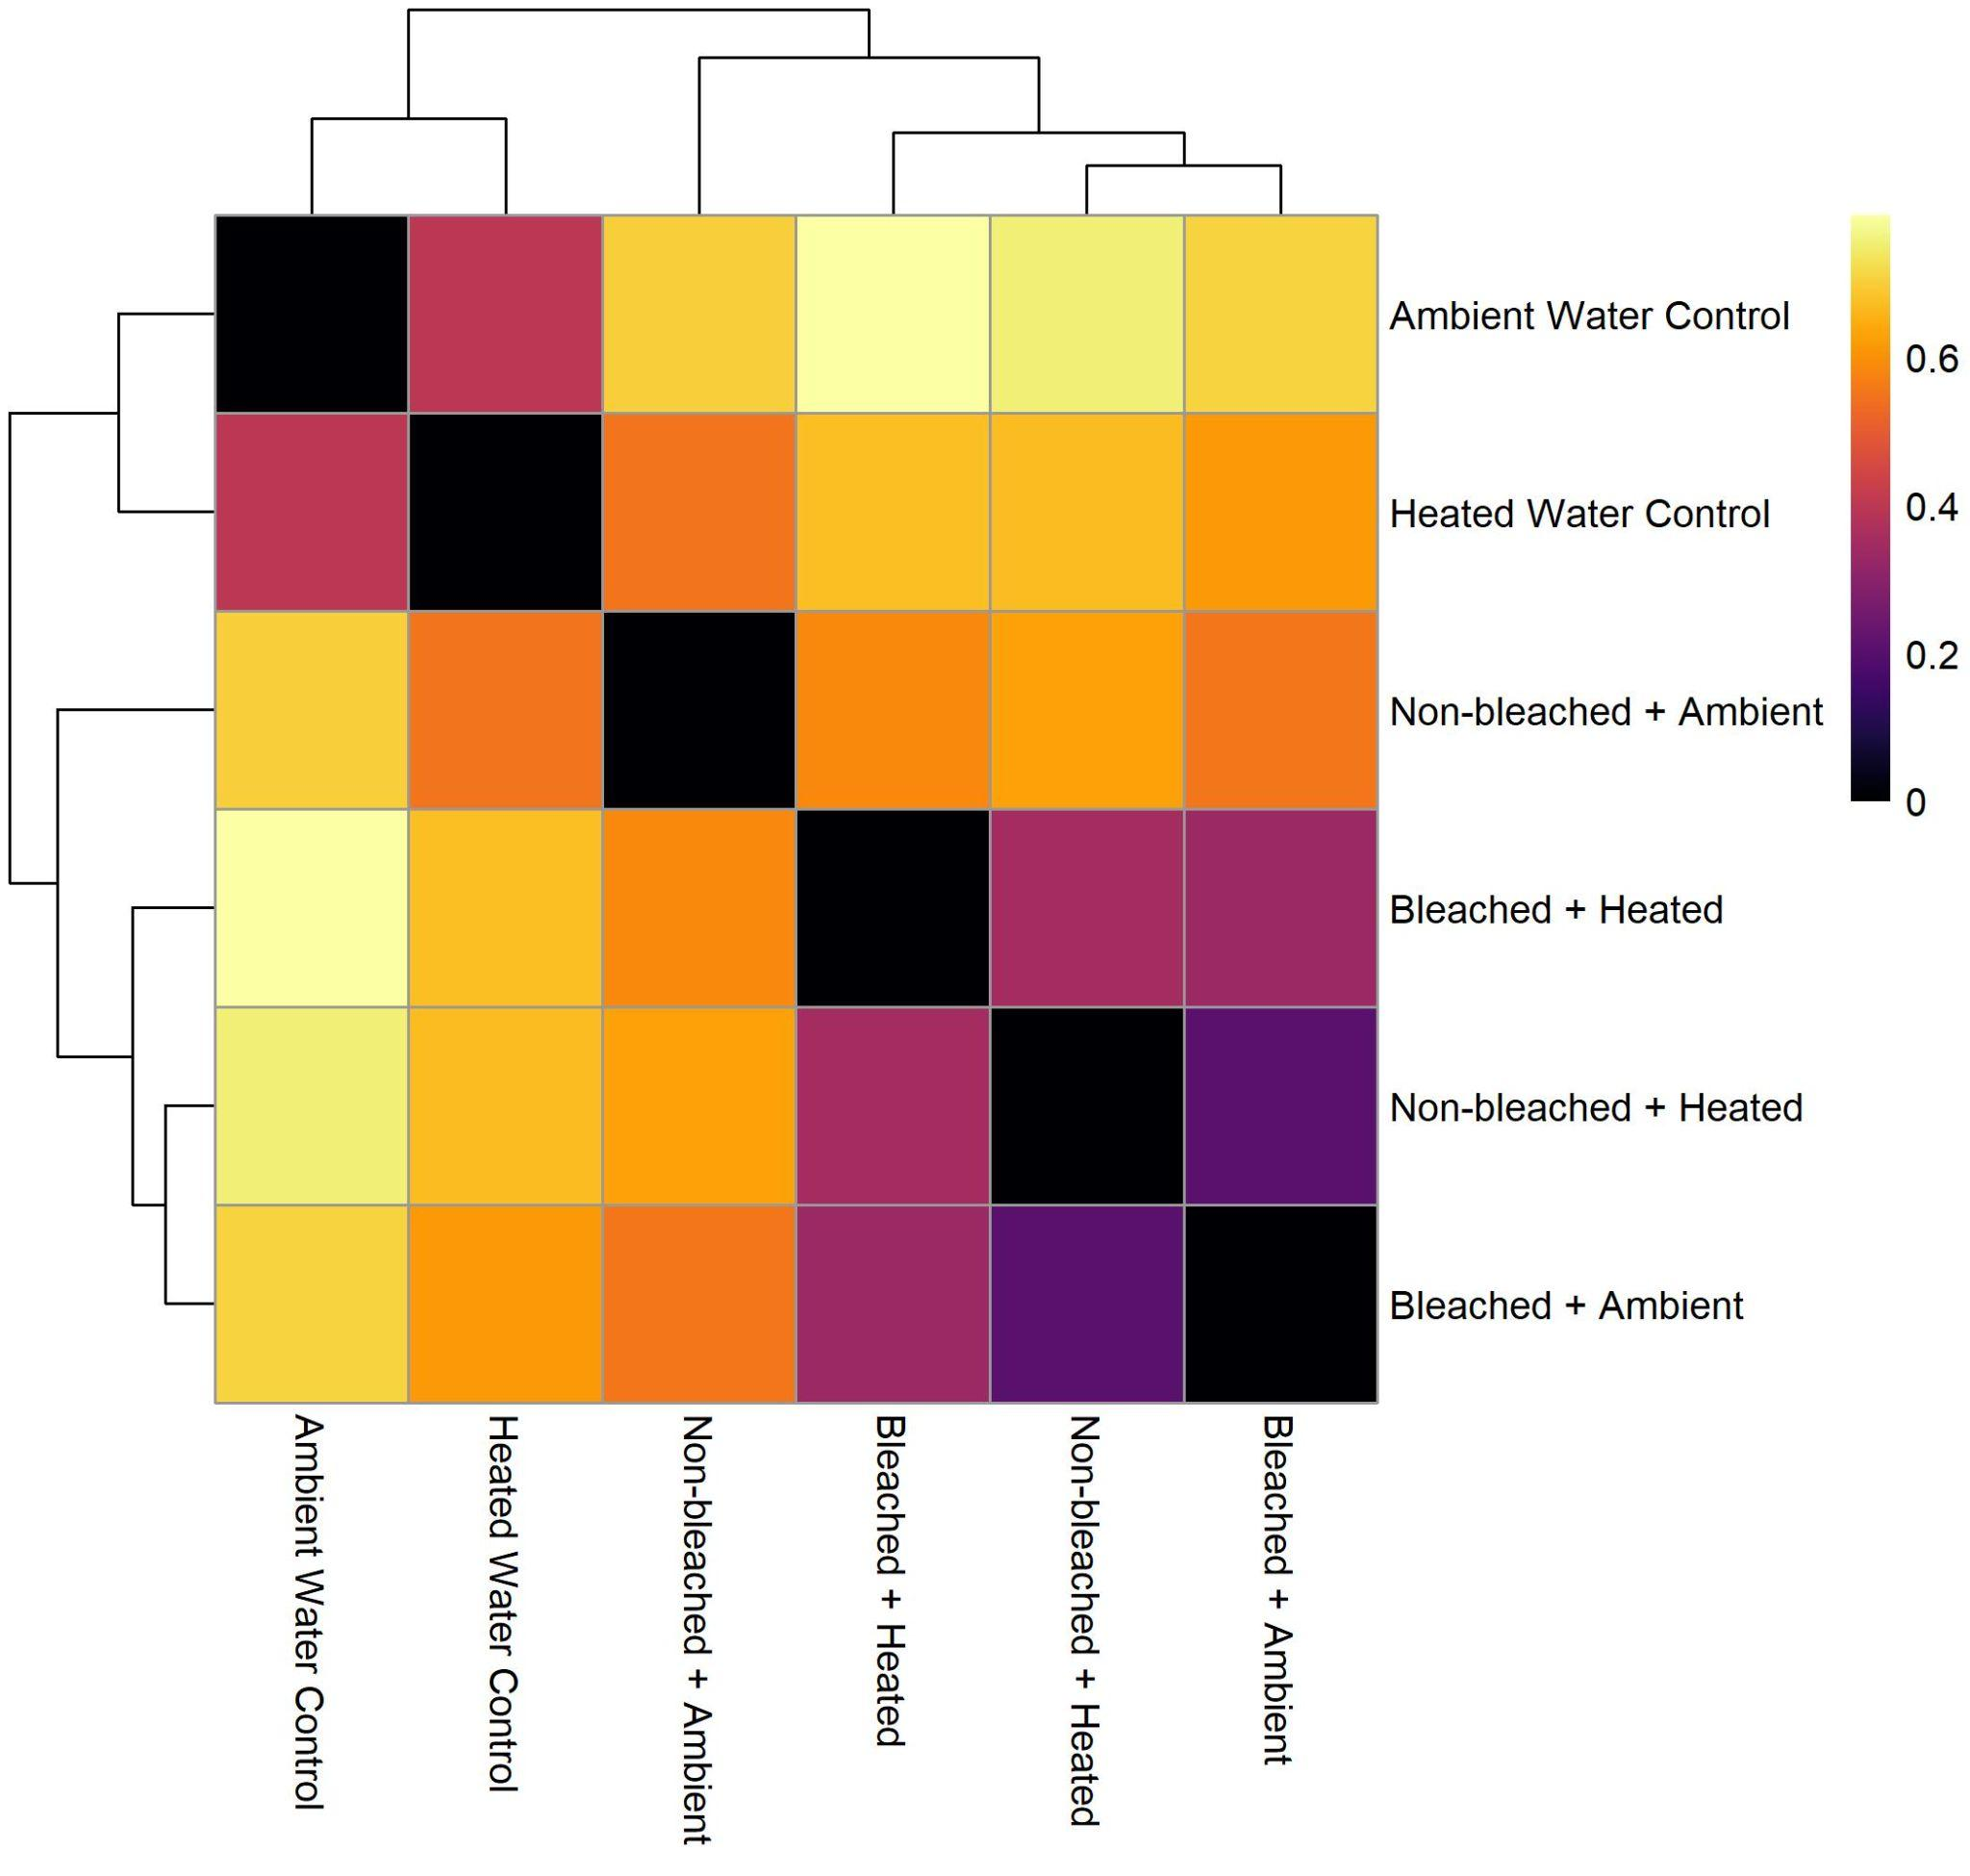 Ambient Water Control
Heated Water Control
Non-bleached + Ambient
Bleached + Heated
Non-bleached + Heated
Bleached + Ambient
0.6
0.4
0.2
0
Ambient Water Control
Heated Water Control
Non-bleached + Ambient
Bleached + Heated
Non-bleached + Heated
Bleached + Ambient